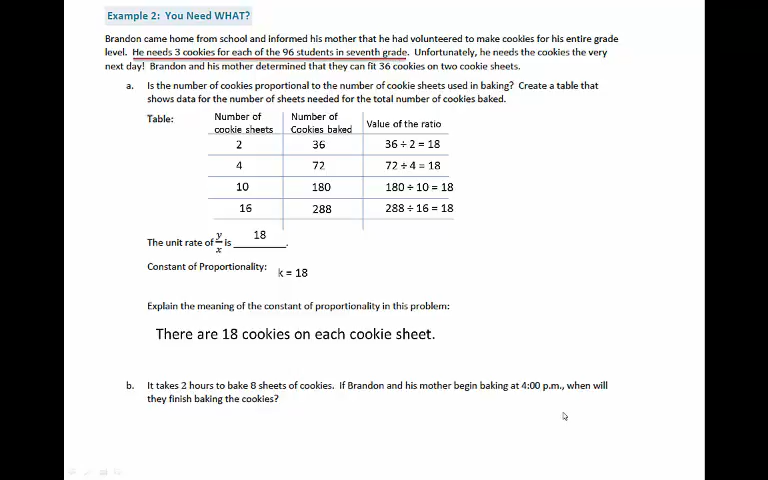 Example 2: You Need WHAT?
Brandon came home from school and informed his mother that he had volunteered to make cookies for his entire grade
level. He needs 3 cookies for each of the 96 students in seventh grade. Unfortunately, he needs the cookies the very
next day! Brandon and his mother determined that they can fit 36 cookies on two cookie sheets.
a. Is the number of cookies proportional to the number of cookie sheets used in baking? Create a table that
shows data for the number of sheets needed for the total number of cookies baked.
Table: Number of cookie sheets Number of Cookies baked Value of the ratio
2 36 36 ÷ 2 = 18
4 72 72 ÷ 4 = 18
10 180 180 ÷ 10 = 18
16 288 288 ÷ 16 = 18
The unit rate of y/x is 18.
Constant of Proportionality: k = 18
Explain the meaning of the constant of proportionality in this problem:
There are 18 cookies on each cookie sheet.
b. It takes 2 hours to bake 8 sheets of cookies. If Brandon and his mother begin baking at 4:00 p.m., when will
they finish baking the cookies?